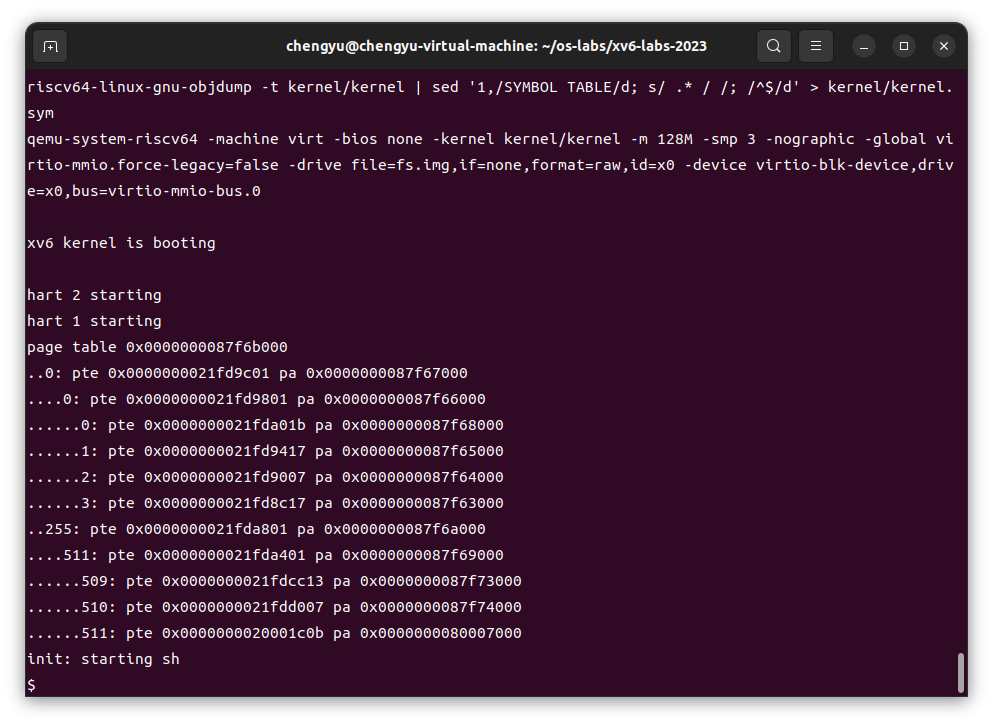 chengyu@chengyu-virtual-machine: ~/os-labs/xv6-labs-2023
riscv64-linux-gnu-objdump -t kernel/kernel | sed '1,/SYMBOL TABLE/d; s/ .* / /; /^$/d' > kernel/kernel.
sym
qemu-system-riscv64 -machine virt -bios none -kernel kernel/kernel -m 128M -smp 3 -nographic -global vi
rtio-mmio.force-legacy=false -drive file=fs.img,if=none,format=raw,id=x0 -device virtio-blk-device,driv
e=x0,bus=virtio-mmio-bus.0

xv6 kernel is booting

hart 2 starting
hart 1 starting
page table 0x0000000087f6b000
..0: pte 0x0000000021fd9c01 pa 0x0000000087f67000
....0: pte 0x0000000021fd9801 pa 0x0000000087f66000
......0: pte 0x0000000021fda01b pa 0x0000000087f68000
......1: pte 0x0000000021fd9417 pa 0x0000000087f65000
......2: pte 0x0000000021fd9007 pa 0x0000000087f64000
......3: pte 0x0000000021fd8c17 pa 0x0000000087f63000
..255: pte 0x0000000021fda801 pa 0x0000000087f6a000
....511: pte 0x0000000021fda401 pa 0x0000000087f69000
......509: pte 0x0000000021fdcc13 pa 0x0000000087f73000
......510: pte 0x0000000021fdd007 pa 0x0000000087f74000
......511: pte 0x0000000020001c0b pa 0x0000000080007000
init: starting sh
$